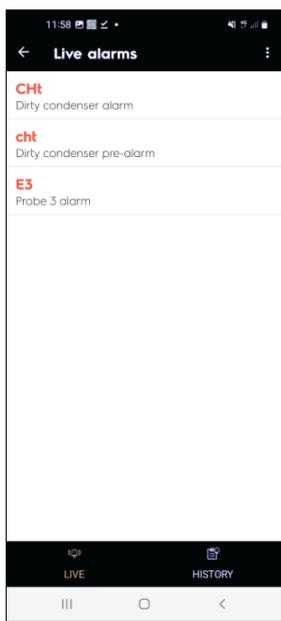 11:58
Live alarms
CHt
Dirty condenser alarm
cht
Dirty condenser pre-alarm
E3
Probe 3 alarm
LIVE
HISTORY